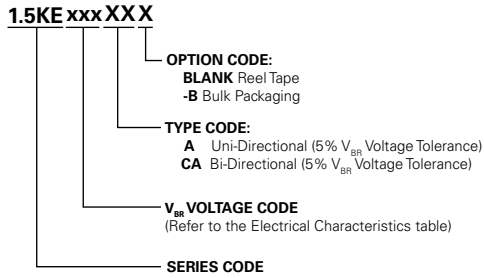 1.5KE xxx XX X
OPTION CODE:
BLANK Reel Tape
-B Bulk Packaging
TYPE CODE:
A Uni-Directional (5% VBR Voltage Tolerance)
CA Bi-Directional (5% VBR Voltage Tolerance)
VBR VOLTAGE CODE
(Refer to the Electrical Characteristics table)
SERIES CODE